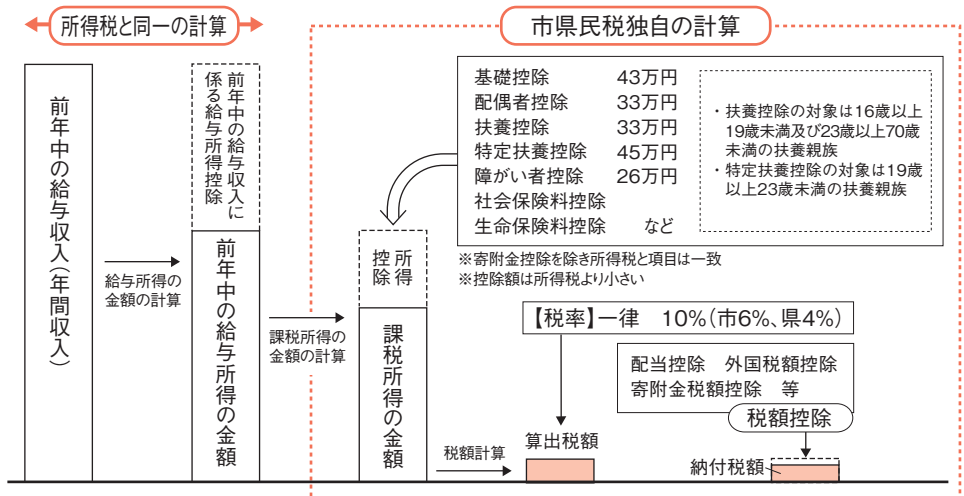 所得税と同一の計算
市県民税独自の計算
前年中の給与収入(年間収入)
給与所得の
金額の計算
前年中の給与収入に
係る給与所得控除
前年中の給与所得の金額
課税所得の
金額の計算
所得
控除
課税所得の金額
基礎控除 43万円
配偶者控除 33万円
扶養控除 33万円
特定扶養控除 45万円
障がい者控除 26万円
社会保険料控除
生命保険料控除 など
・扶養控除の対象は16歳以上
19歳未満及び23歳以上70歳
未満の扶養親族
・特定扶養控除の対象は19歳
以上23歳未満の扶養親族
※寄附金控除を除き所得税と項目は一致
※控除額は所得税より小さい
【税率】一律 10%(市6%、県4%)
配当控除 外国税額控除
寄附金税額控除 等
税額控除
税額計算
算出税額
納付税額